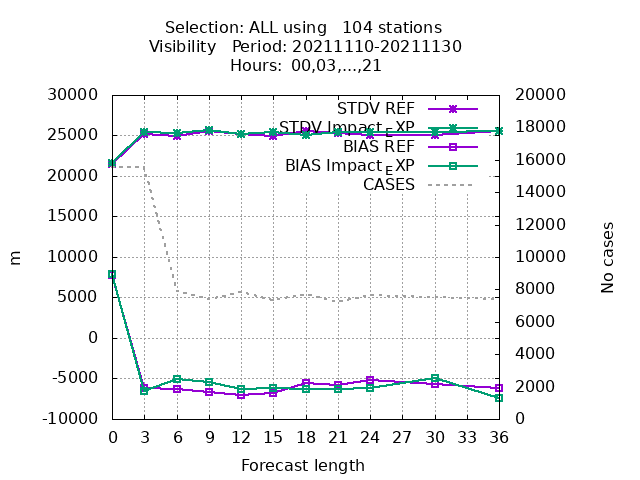 Selection: ALL using   104 stations
Visibility   Period: 20211110-20211130
Hours:  00,03,...,21
30000
25000
20000
15000
10000
5000
0
-5000
-10000
m
STDV REF
STDV Impact_EXP
BIAS REF
BIAS Impact_EXP
CASES
20000
18000
16000
14000
12000
10000
8000
6000
4000
2000
0
No cases
0 3 6 9 12 15 18 21 24 27 30 33 36
Forecast length